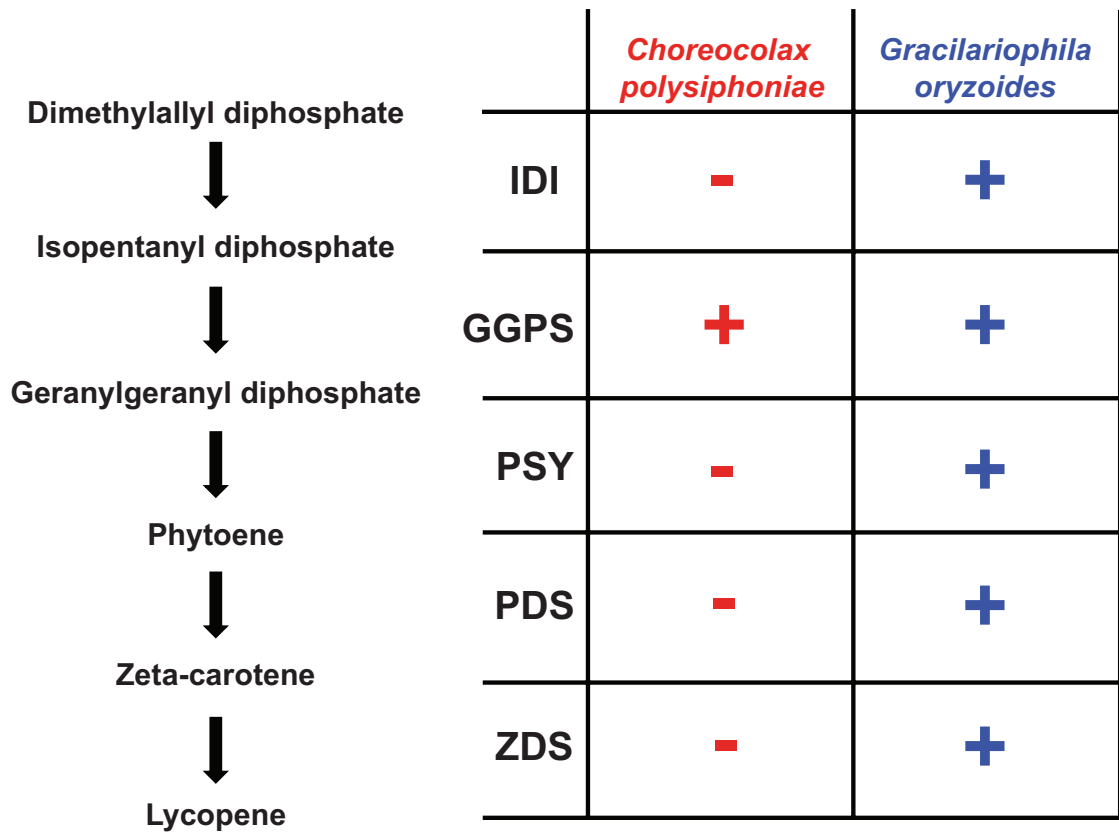 Choreocolax
polysiphoniae
Gracilariophila
oryzoides
Dimethylallyl diphosphate
IDI - +
Isopentanyl diphosphate
GGPS + +
Geranylgeranyl diphosphate
PSY - +
Phytoene
PDS - +
Zeta-carotene
ZDS - +
Lycopene